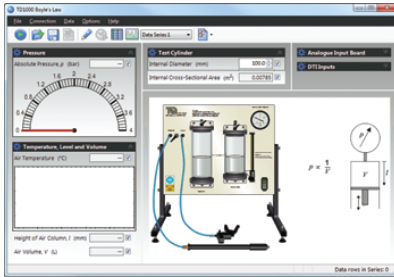 TD1000 Boyle's Law
File Connection Data Options Help
Data Series 1
Pressure
Absolute Pressure, p (bar)
0 0.4 0.8 1.2 1.6 2 2.4 2.8 3.2 3.6 4
Temperature, Level and Volume
Air Temperature (°C)
Height of Air Column, l (mm)
Air Volume, V (L)
Test Cylinder
Internal Diameter (mm) 100.0
Internal Cross-Sectional Area (m²) 0.00785
Analogue Input Board
DTI Inputs
p ∝ 1/V
p
V
l
Data rows in Series: 0